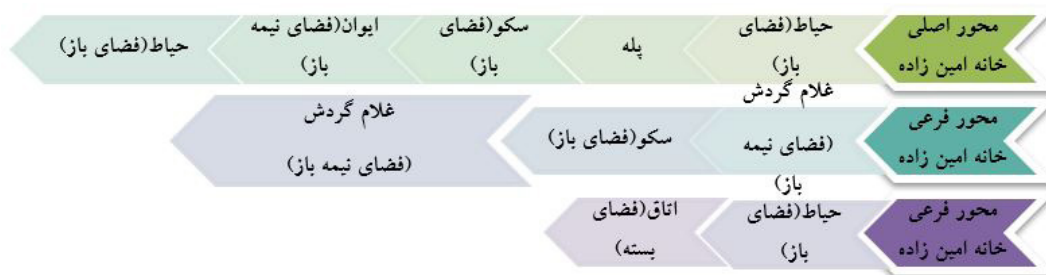 محور اصلی
خانه امین زاده
حیاط(فضای
باز)
پله
سکو(فضای
باز)
ایوان(فضای نیمه
باز)
حیاط(فضای باز)
محور فرعی
خانه امین زاده
غلام گردش
(فضای نیمه
باز)
سکو(فضای باز)
غلام گردش
(فضای نیمه باز)
محور فرعی
خانه امین زاده
حیاط(فضای
باز)
اتاق(فضای
بسته)